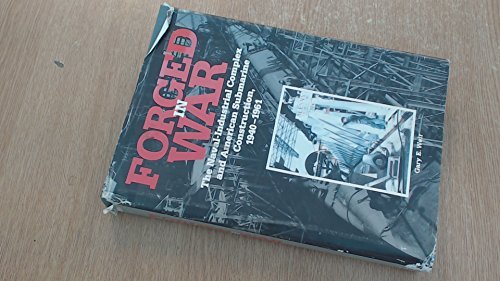 FORGED
IN
WAR
The Naval-Industrial Complex
and American Submarine
Construction,
1940-1961
Gary E. Weir